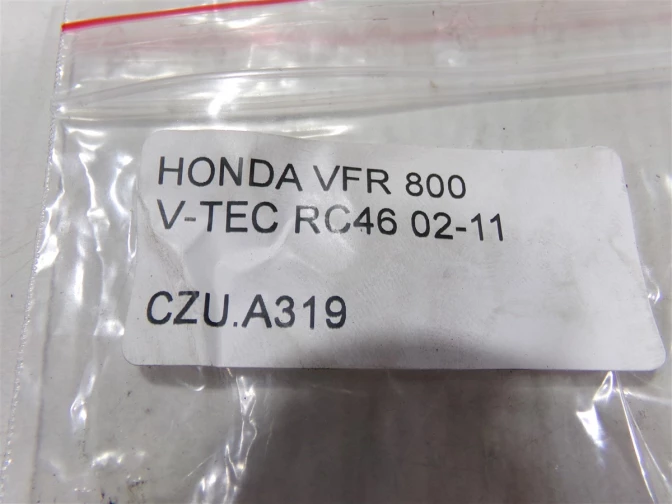 HONDA VFR 800
V-TEC RC46 02-11
CZU.A319